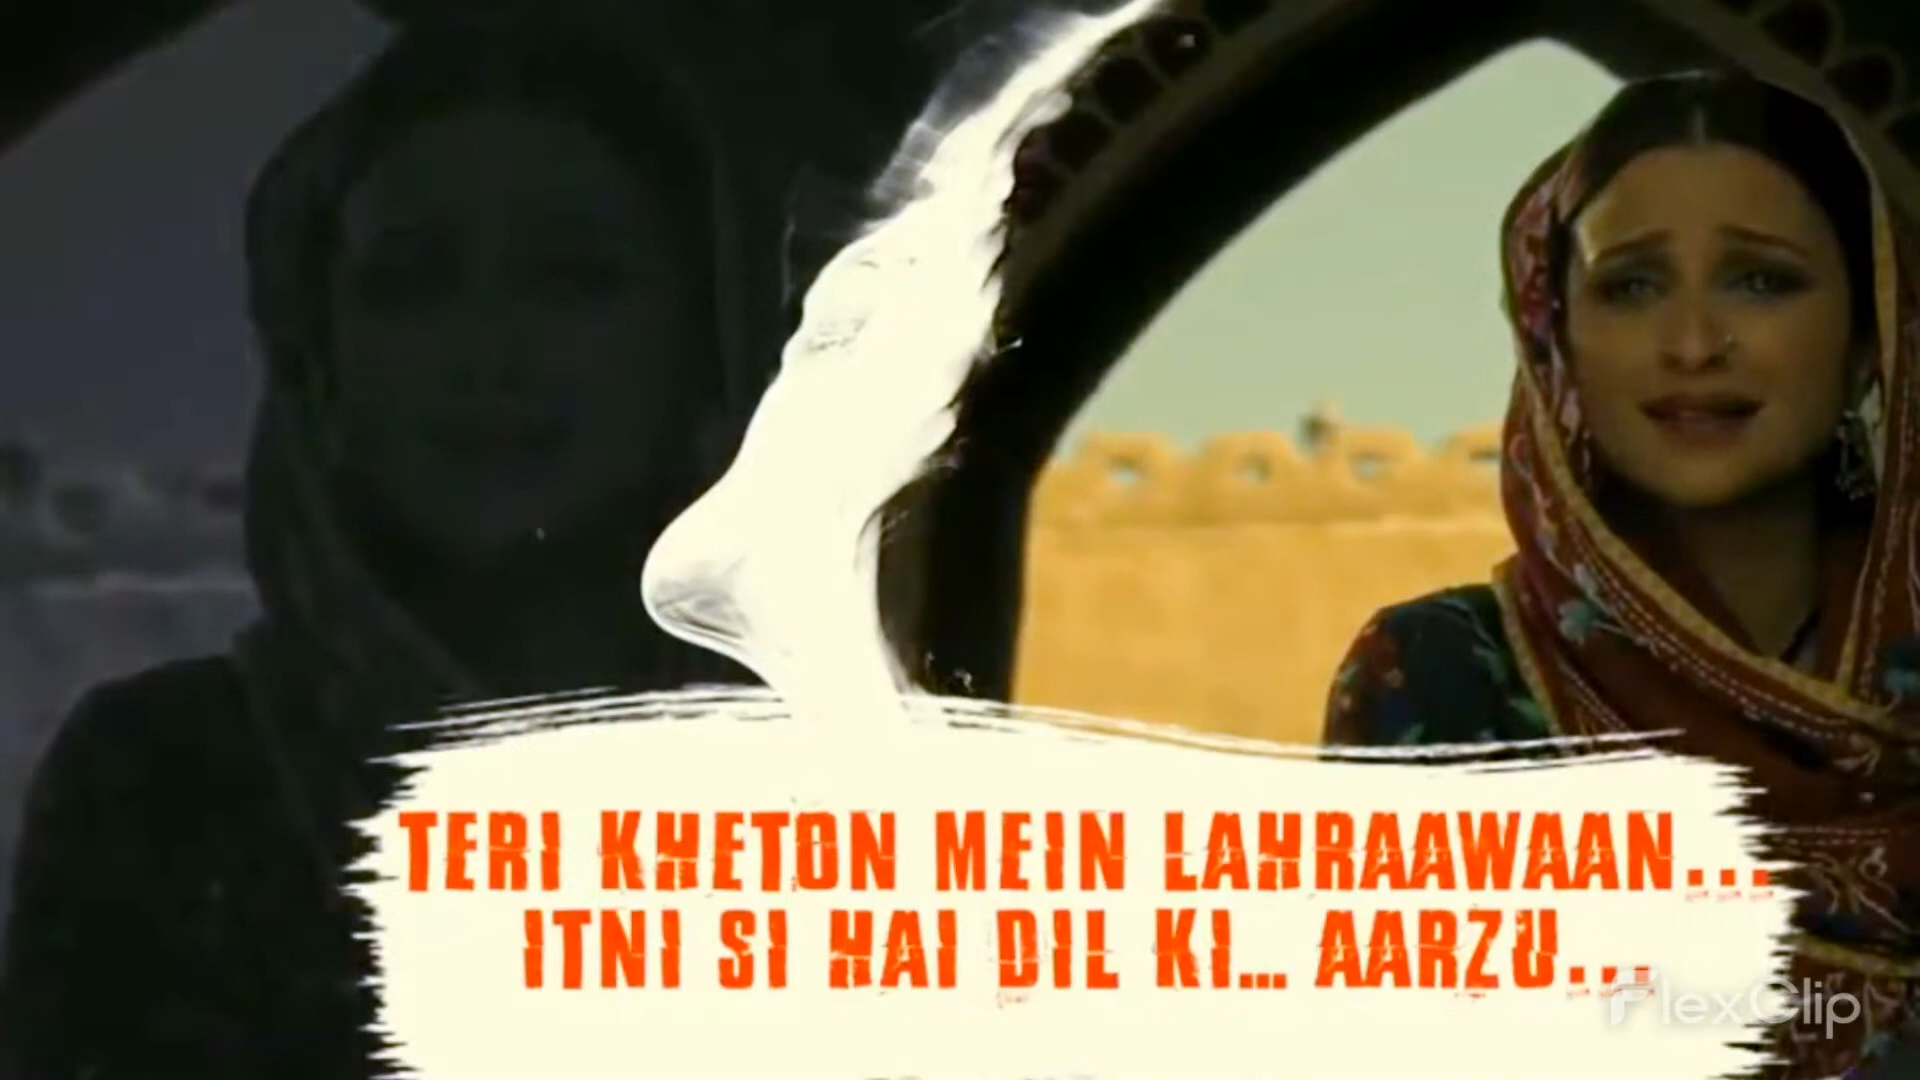 TERI KHETON MEIN LAHRAAWAAN...
ITNI SI HAI DIL KI... AARZU...
FlexClip